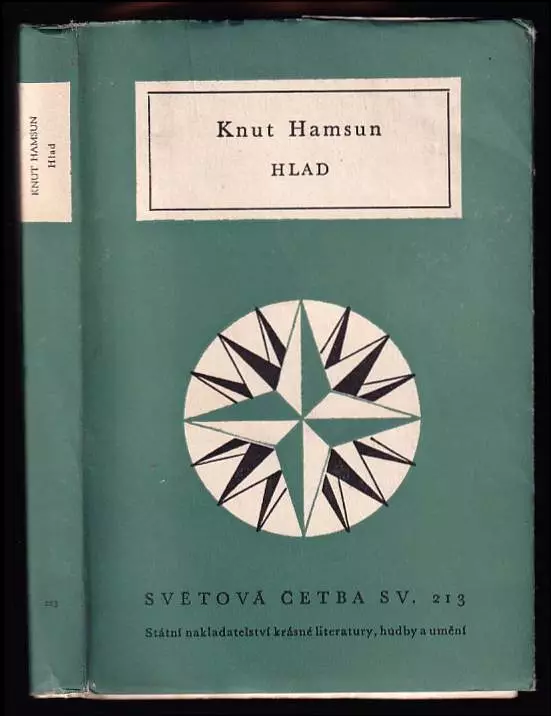 KNUT HAMSUN
Hlad
213
Knut Hamsun
HLAD
SVĚTOVÁ ČETBA SV. 213
Státní nakladatelství krásné literatury, hudby a umění